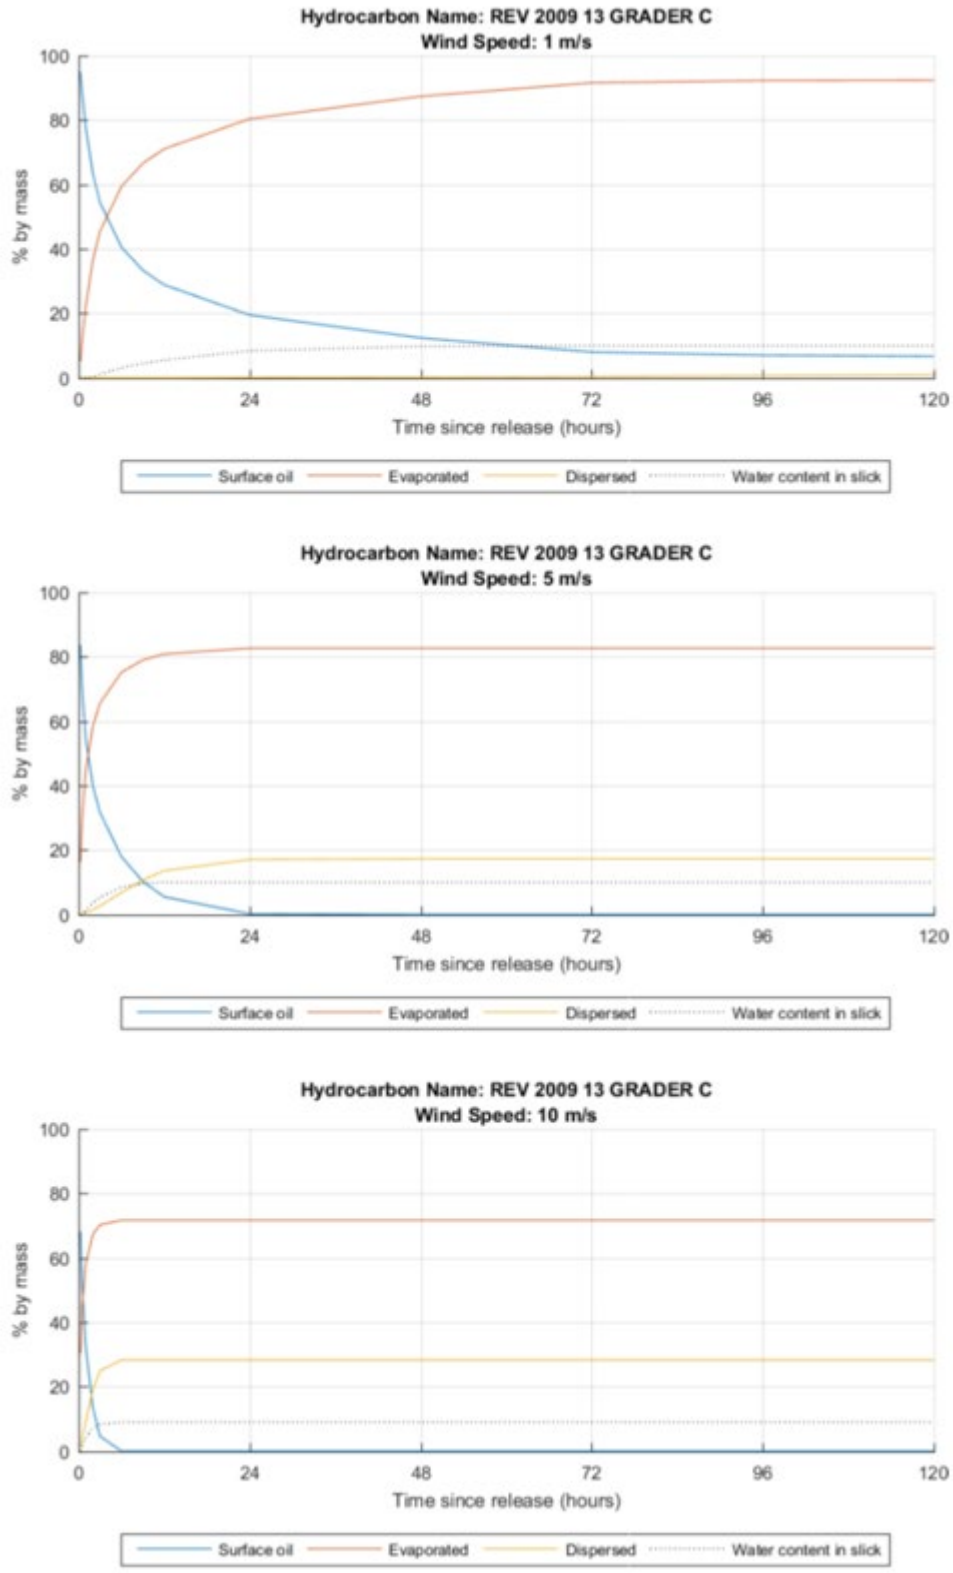 Hydrocarbon Name: REV 2009 13 GRADER C
Wind Speed: 1 m/s
100
80
60
40
20
0
% by mass
0 24 48 72 96 120
Time since release (hours)
Surface oil Evaporated Dispersed Water content in slick
Hydrocarbon Name: REV 2009 13 GRADER C
Wind Speed: 5 m/s
100
80
60
40
20
0
% by mass
0 24 48 72 96 120
Time since release (hours)
Surface oil Evaporated Dispersed Water content in slick
Hydrocarbon Name: REV 2009 13 GRADER C
Wind Speed: 10 m/s
100
80
60
40
20
0
% by mass
0 24 48 72 96 120
Time since release (hours)
Surface oil Evaporated Dispersed Water content in slick